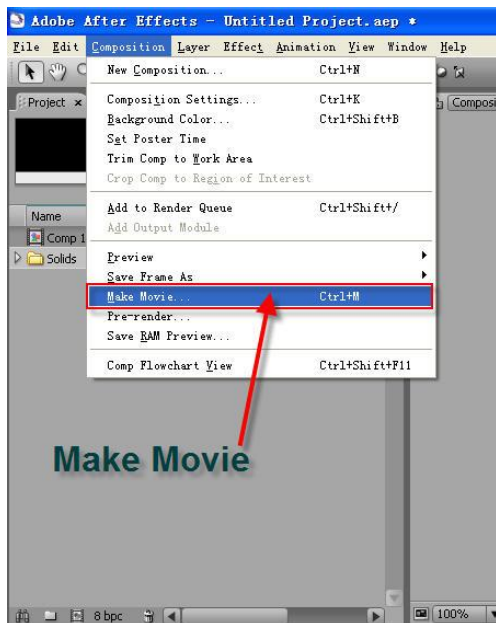 Adobe After Effects - Untitled Project.aep *
File Edit Composition Layer Effect Animation View Window Help
New Composition... Ctrl+N
Project × Composi
Composition Settings... Ctrl+K
Background Color... Ctrl+Shift+B
Set Poster Time
Trim Comp to Work Area
Crop Comp to Region of Interest
Add to Render Queue Ctrl+Shift+/
Name
Add Output Module
Comp 1
Solids
Preview
Save Frame As
Make Movie... Ctrl+M
Pre-render...
Save RAM Preview...
Comp Flowchart View Ctrl+Shift+F11
Make Movie
8 bpc 100%